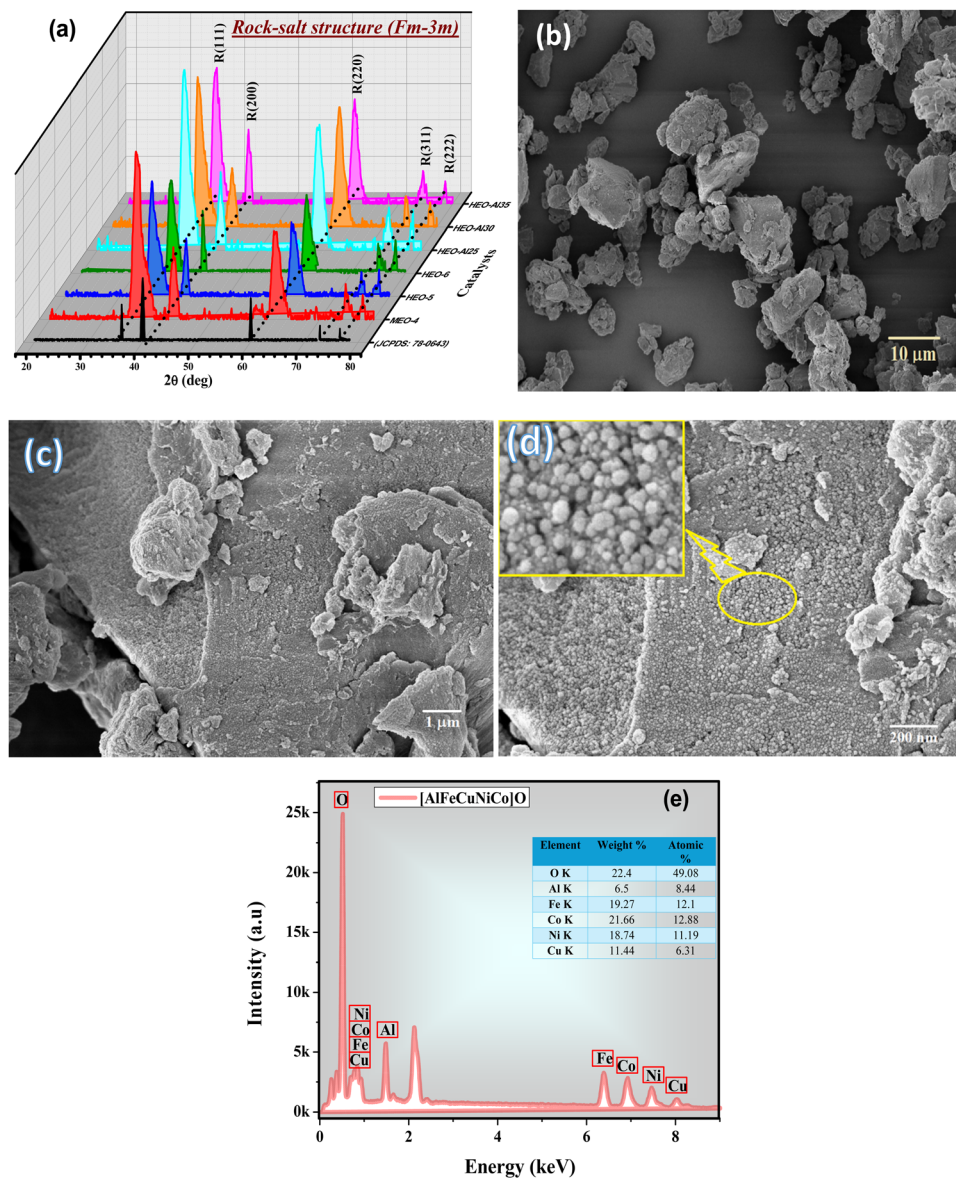 (a)
Rock-salt structure (Fm-3m)
R(111)
R(200)
R(220)
R(311)
R(222)
HEO-Al35
HEO-Al30
HEO-Al25
HEO-6
HEO-5
MEO-4
(JCPDS: 78-0643)
Catalysts
20 30 40 50 60 70 80
2θ (deg)
(b)
10 μm
(c)
1 μm
(d)
200 nm
(e)
[AlFeCuNiCo]O
O
Ni
Co
Fe
Cu
Al
Fe
Co
Ni
Cu
Element Weight % Atomic
%
O K 22.4 49.08
Al K 6.5 8.44
Fe K 19.27 12.1
Co K 21.66 12.88
Ni K 18.74 11.19
Cu K 11.44 6.31
25k
20k
15k
10k
5k
0k
Intensity (a.u)
0 2 4 6 8
Energy (keV)